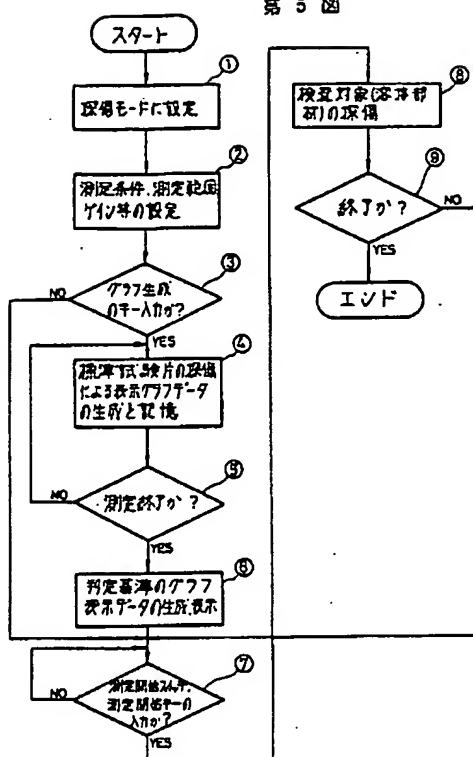 第5図
スタート
①
探傷モードに設定
②
測定条件、測定範囲
ゲイン等の設定
③
グラフ生成
のキー入力か?
NO
YES
④
標準試験片の探傷
による表示グラフデータ
の生成と記憶
⑤
測定終了か?
NO
YES
⑥
判定基準のグラフ
表示データの生成、表示
⑦
測定開始スイッチ、
測定開始キーの
入力か?
NO
YES
⑧
検査対象(溶接部
材)の探傷
⑨
終了か?
NO
YES
エンド